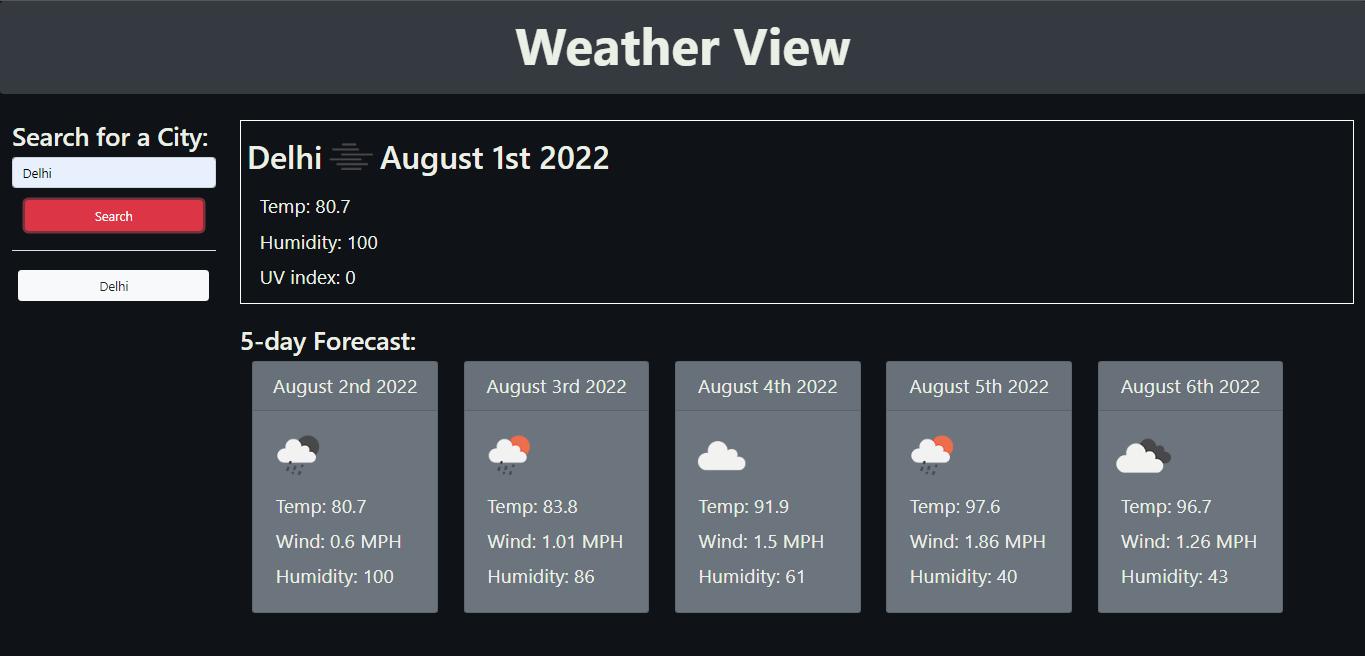 Weather View
Search for a City:
Delhi
Search
Delhi
Delhi August 1st 2022
Temp: 80.7
Humidity: 100
UV index: 0
5-day Forecast:
August 2nd 2022
Temp: 80.7
Wind: 0.6 MPH
Humidity: 100
August 3rd 2022
Temp: 83.8
Wind: 1.01 MPH
Humidity: 86
August 4th 2022
Temp: 91.9
Wind: 1.5 MPH
Humidity: 61
August 5th 2022
Temp: 97.6
Wind: 1.86 MPH
Humidity: 40
August 6th 2022
Temp: 96.7
Wind: 1.26 MPH
Humidity: 43